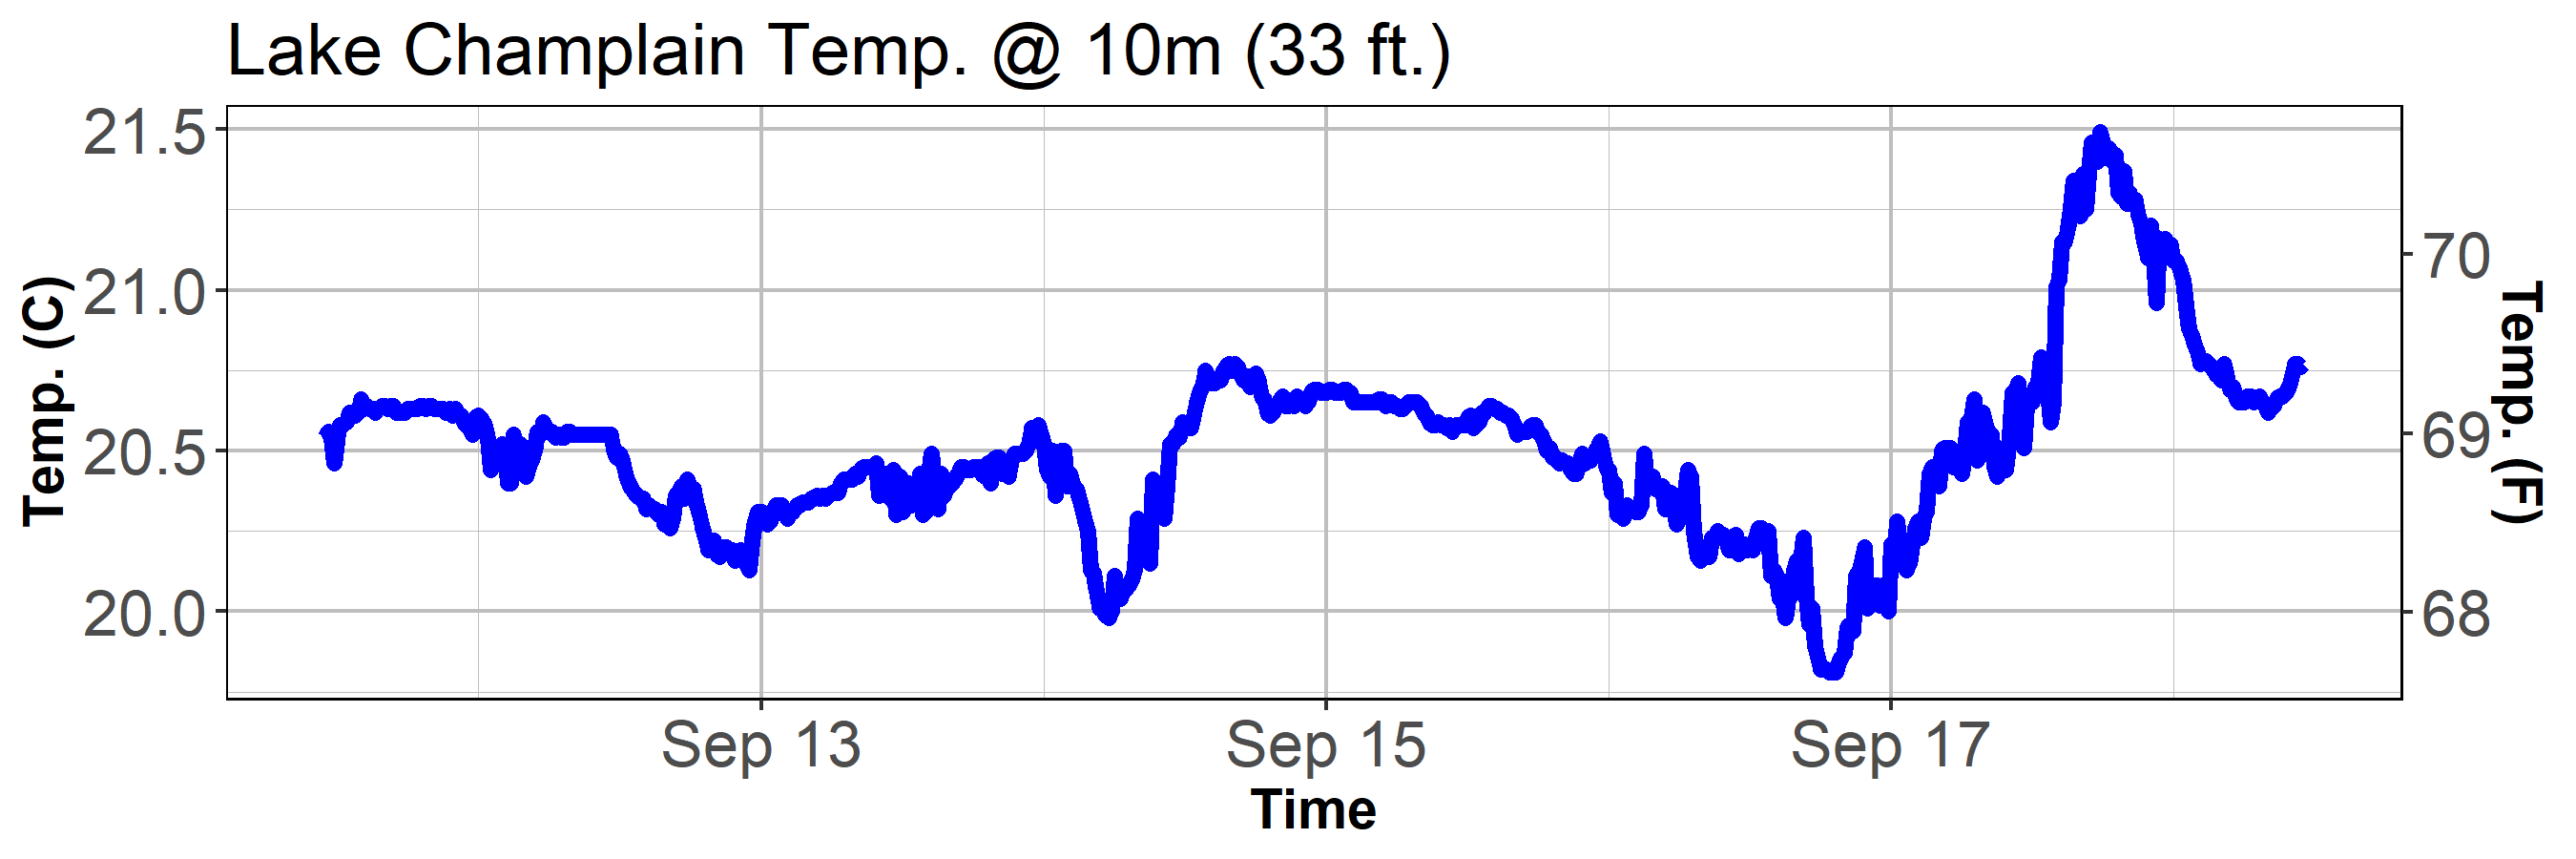 Lake Champlain Temp. @ 10m (33 ft.)
21.5
21.0
20.5
20.0
Temp. (C)
70
69
68
Temp. (F)
Sep 13
Sep 15
Sep 17
Time